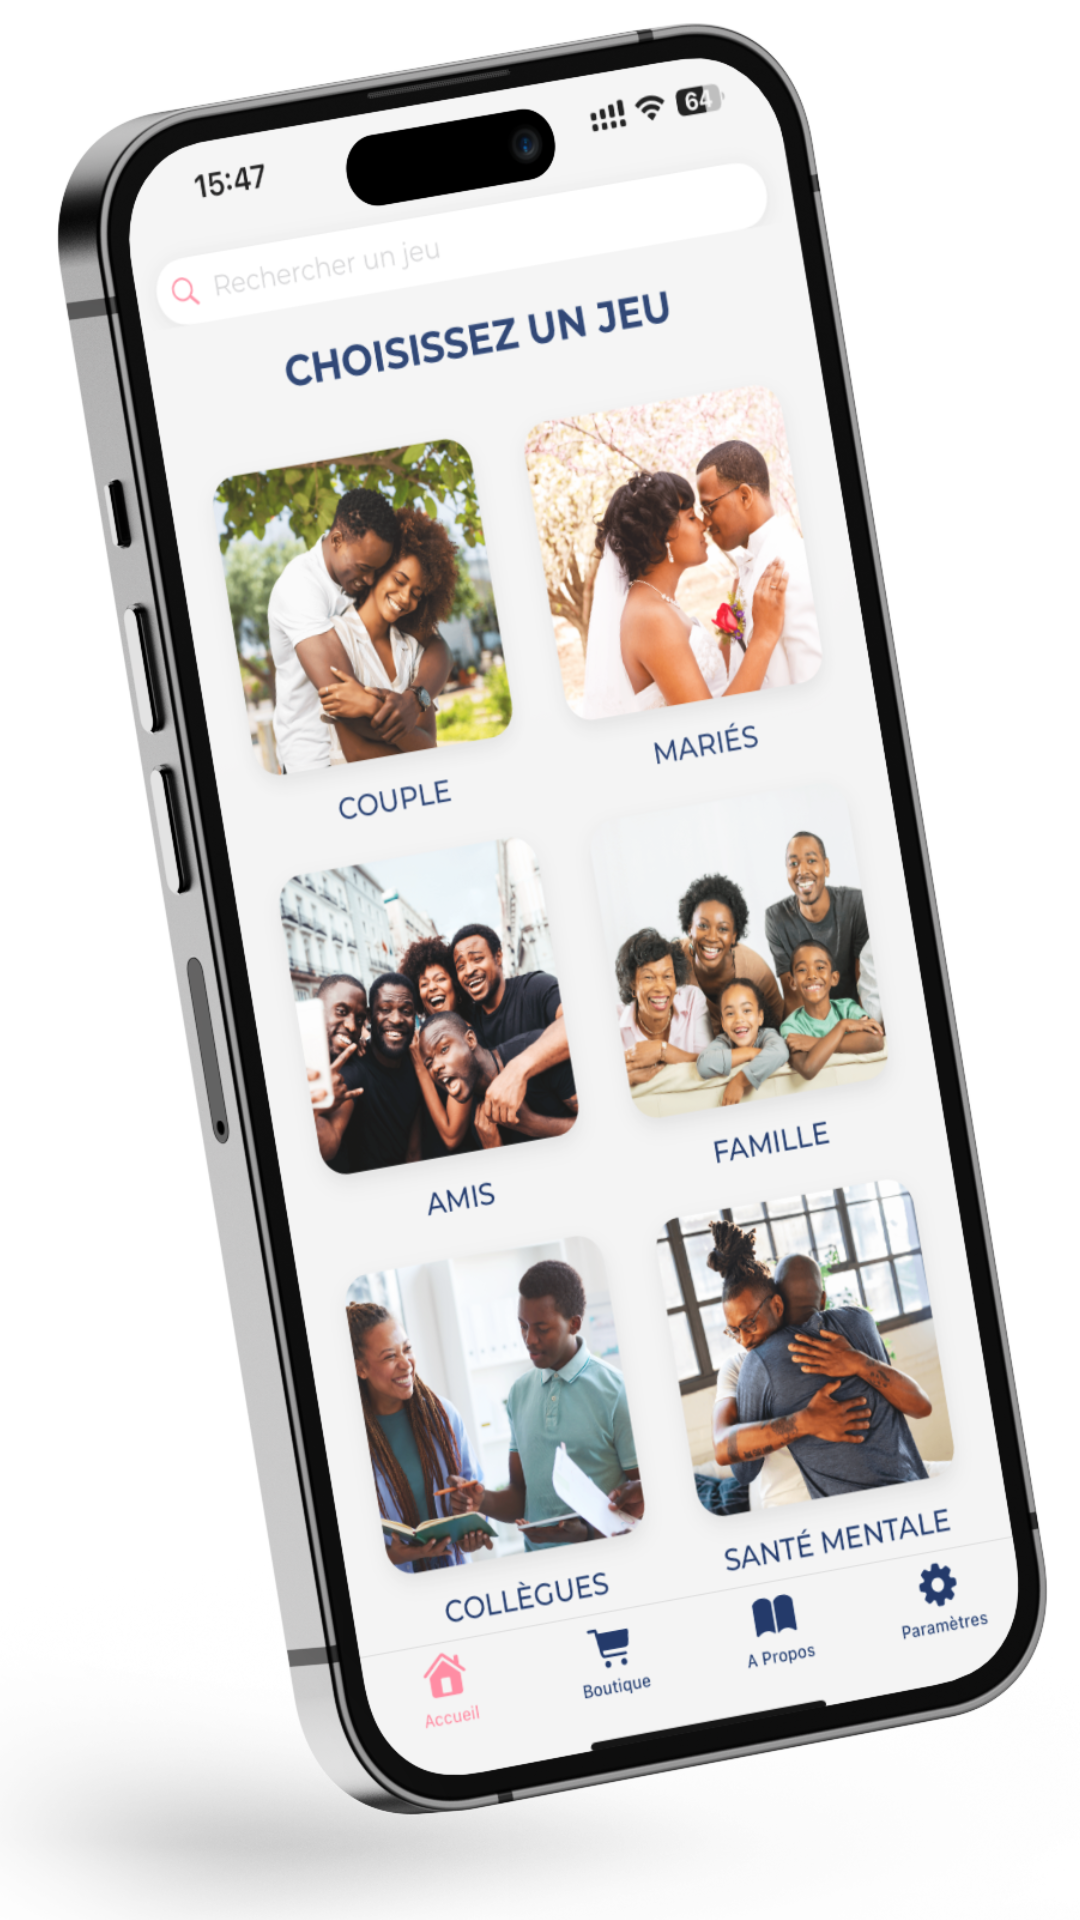 15:47
64
Rechercher un jeu
CHOISISSEZ UN JEU
COUPLE
MARIÉS
AMIS
FAMILLE
COLLÈGUES
SANTÉ MENTALE
Accueil
Boutique
A Propos
Paramètres